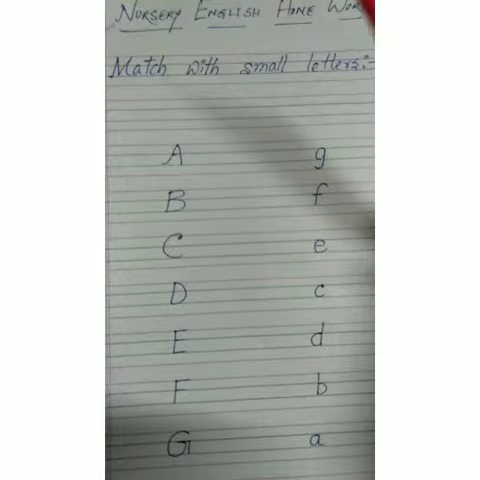 NURSERY ENGLISH HOME WOR
Match with small letters:-
A g
B f
C e
D c
E d
F b
G a